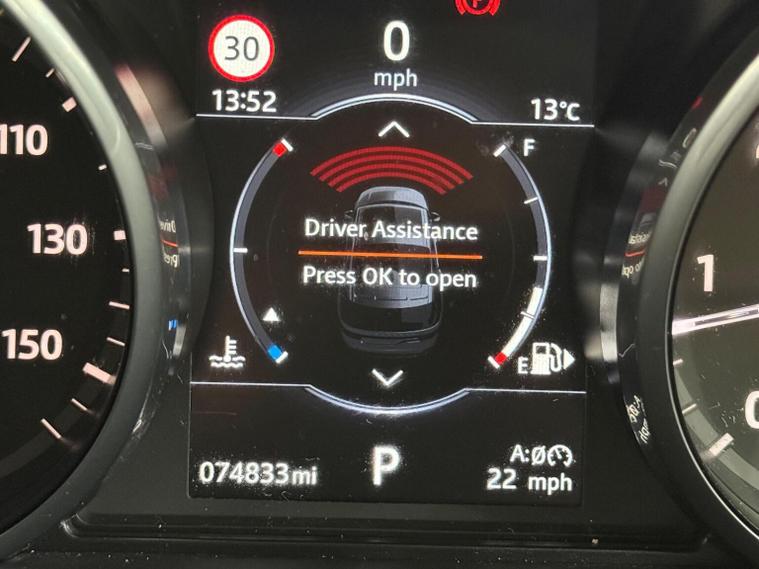 P
30
0
mph
13:52
13°C
F
110
Driver Assistance
130
Press OK to open
1
150
E
0
074833mi
P
A:Ø
22 mph